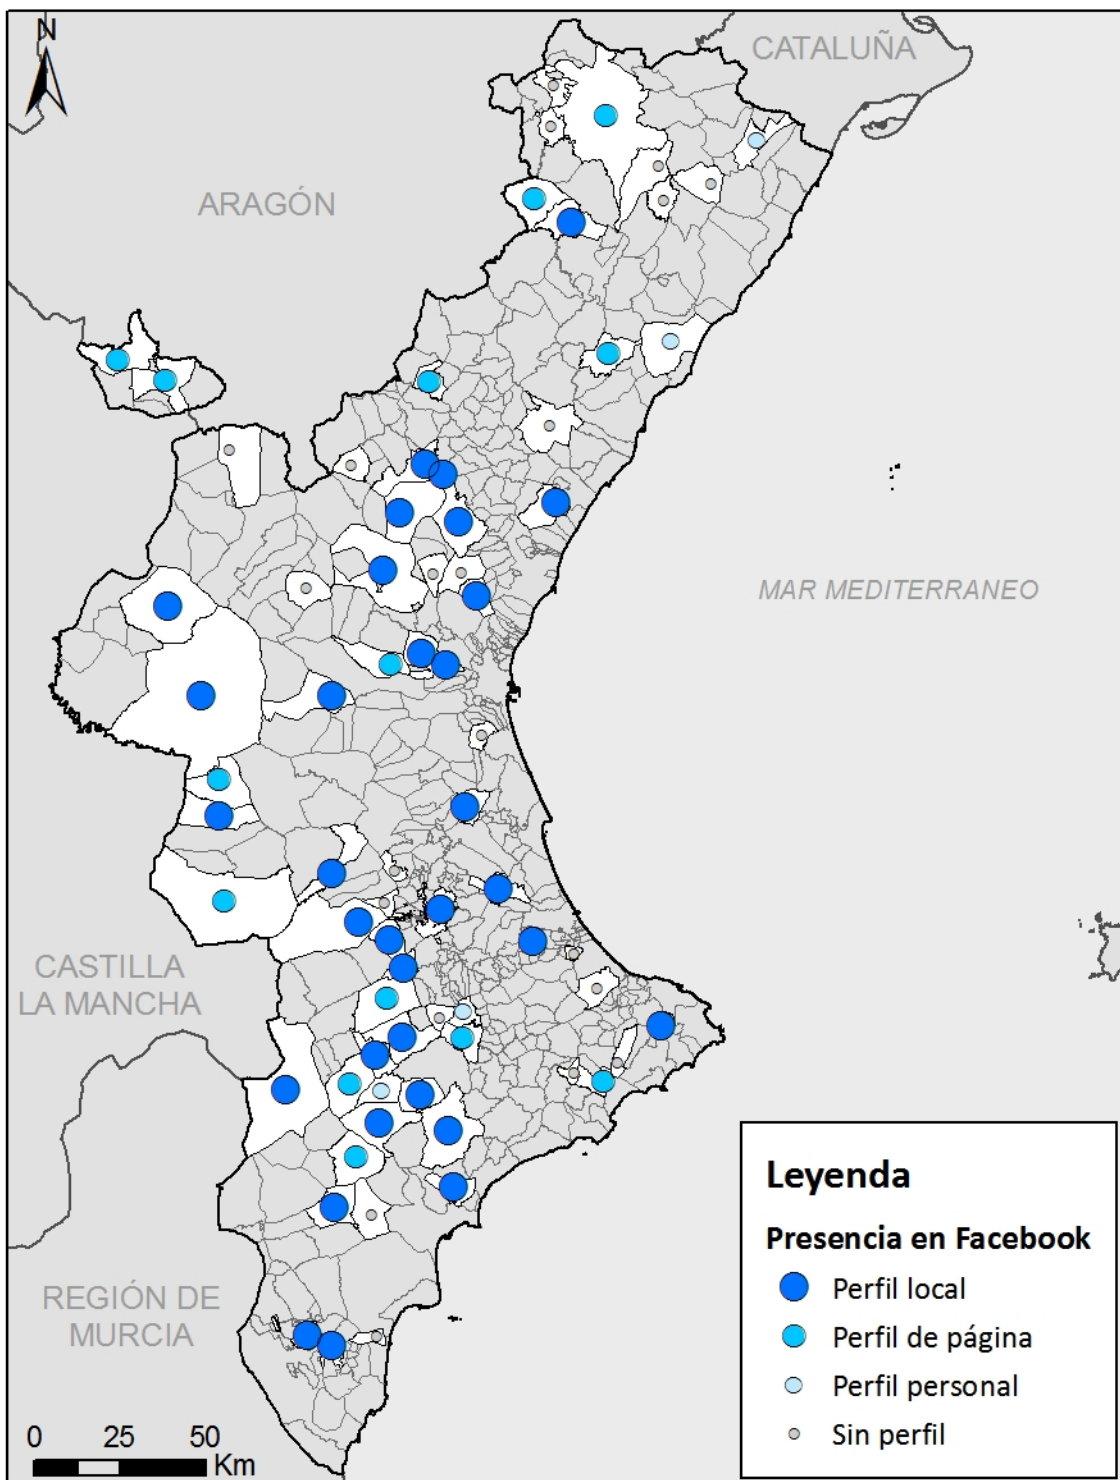 N
CATALUÑA
ARAGÓN
MAR MEDITERRANEO
CASTILLA
LA MANCHA
REGIÓN DE
MURCIA
Leyenda
Presencia en Facebook
Perfil local
Perfil de página
Perfil personal
Sin perfil
0 25 50
Km